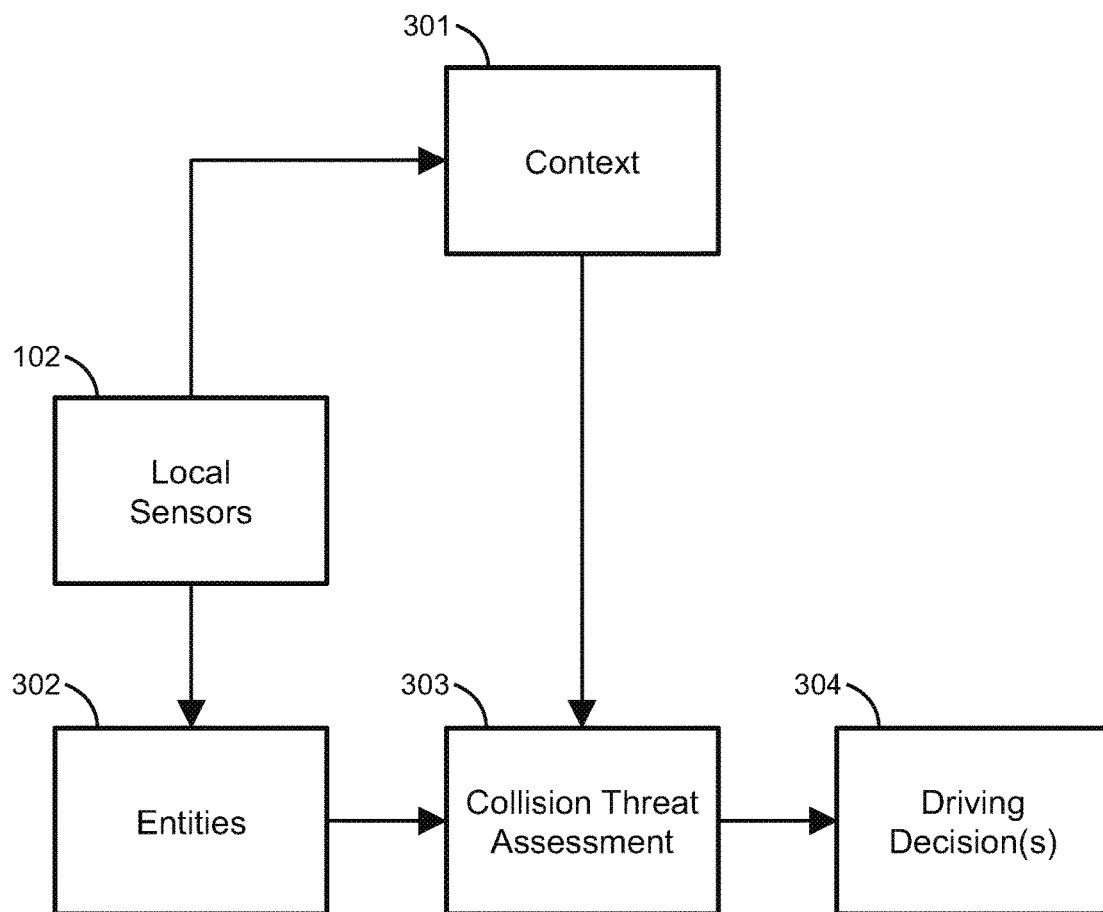 301
Context
102
Local
Sensors
302
303
304
Entities
Collision Threat
Assessment
Driving
Decision(s)